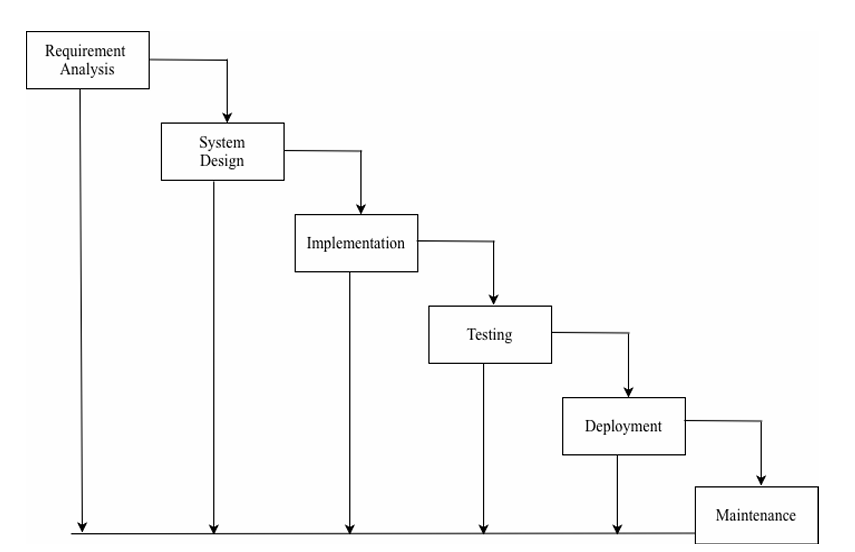 Requirement
Analysis
System
Design
Implementation
Testing
Deployment
Maintenance